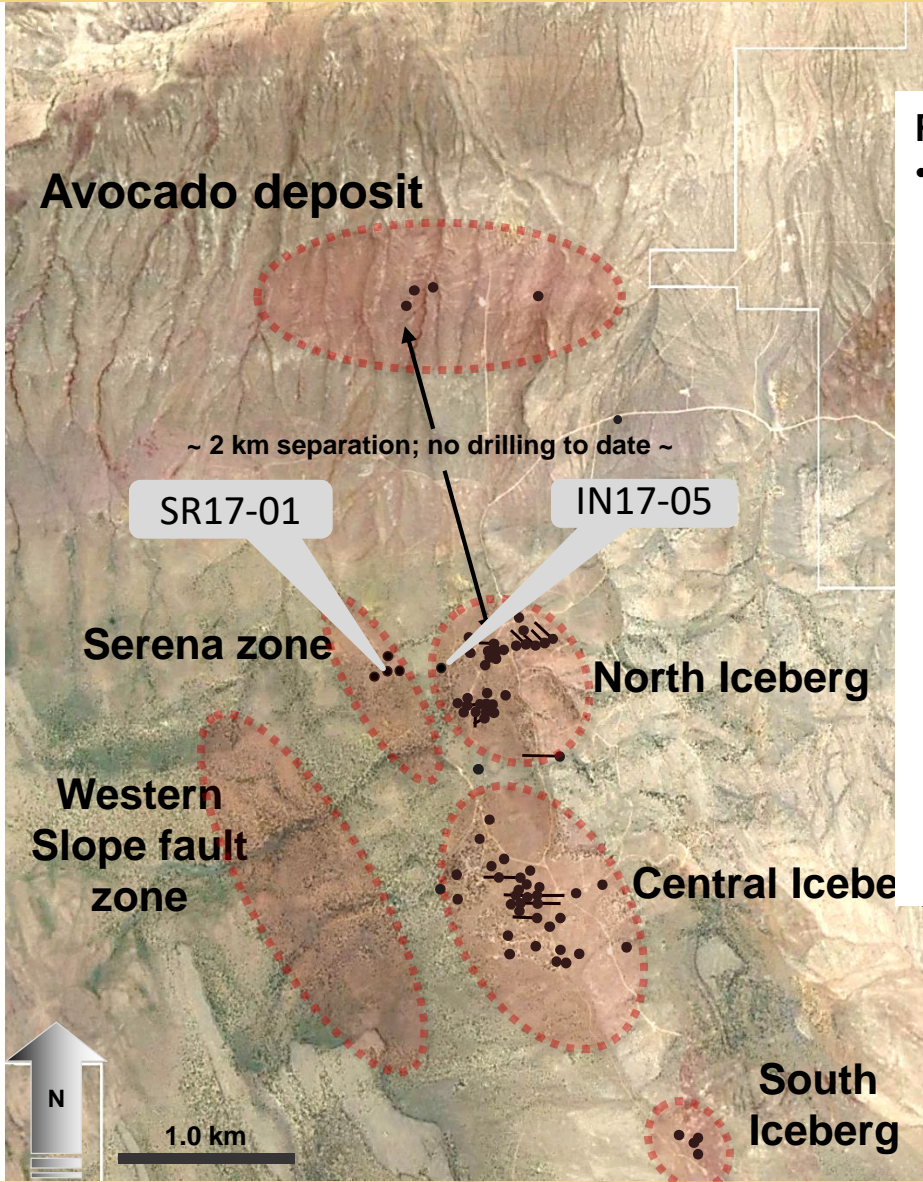 Avocado deposit
~ 2 km separation; no drilling to date ~
SR17-01
IN17-05
Serena zone
North Iceberg
Western
Slope fault
zone
Central Icebe
South
Iceberg
N
1.0 km